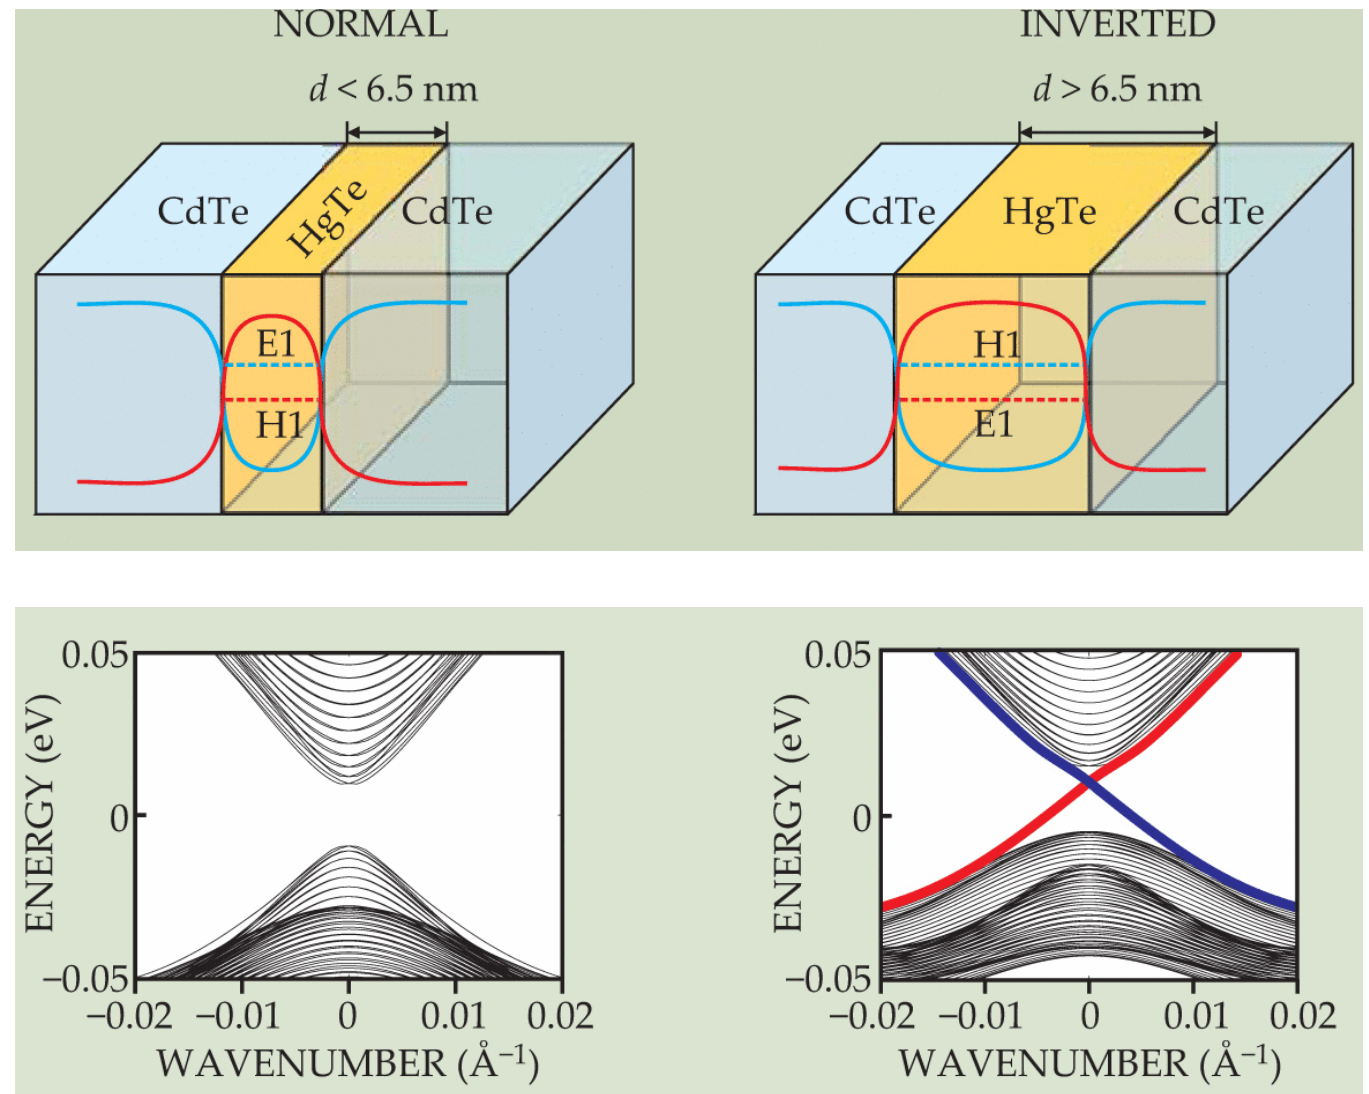 NORMAL
d < 6.5 nm
CdTe
HgTe
CdTe
E1
H1
INVERTED
d > 6.5 nm
CdTe
HgTe
CdTe
H1
E1
ENERGY (eV)
0.05
0
−0.05
−0.02 −0.01 0 0.01 0.02
WAVENUMBER (Å⁻¹)
ENERGY (eV)
0.05
0
−0.05
−0.02 −0.01 0 0.01 0.02
WAVENUMBER (Å⁻¹)